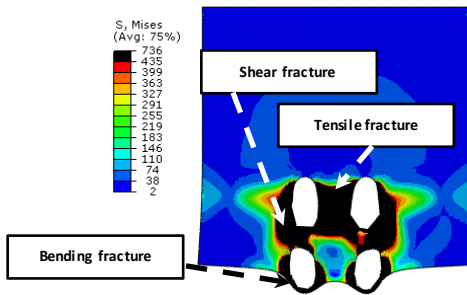 S, Mises
(Avg: 75%)
736
435
399
363
327
291
255
219
183
146
110
74
38
2
Shear fracture
Tensile fracture
Bending fracture